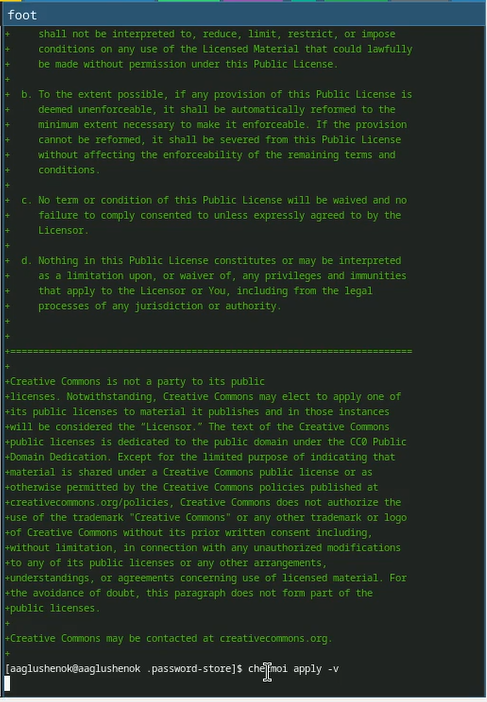 foot
+     shall not be interpreted to, reduce, limit, restrict, or impose
+     conditions on any use of the Licensed Material that could lawfully
+     be made without permission under this Public License.
+
+  b. To the extent possible, if any provision of this Public License is
+     deemed unenforceable, it shall be automatically reformed to the
+     minimum extent necessary to make it enforceable. If the provision
+     cannot be reformed, it shall be severed from this Public License
+     without affecting the enforceability of the remaining terms and
+     conditions.
+
+  c. No term or condition of this Public License will be waived and no
+     failure to comply consented to unless expressly agreed to by the
+     Licensor.
+
+  d. Nothing in this Public License constitutes or may be interpreted
+     as a limitation upon, or waiver of, any privileges and immunities
+     that apply to the Licensor or You, including from the legal
+     processes of any jurisdiction or authority.
+
+
+=======================================================================
+
+Creative Commons is not a party to its public
+licenses. Notwithstanding, Creative Commons may elect to apply one of
+its public licenses to material it publishes and in those instances
+will be considered the “Licensor.” The text of the Creative Commons
+public licenses is dedicated to the public domain under the CC0 Public
+Domain Dedication. Except for the limited purpose of indicating that
+material is shared under a Creative Commons public license or as
+otherwise permitted by the Creative Commons policies published at
+creativecommons.org/policies, Creative Commons does not authorize the
+use of the trademark "Creative Commons" or any other trademark or logo
+of Creative Commons without its prior written consent including,
+without limitation, in connection with any unauthorized modifications
+to any of its public licenses or any other arrangements,
+understandings, or agreements concerning use of licensed material. For
+the avoidance of doubt, this paragraph does not form part of the
+public licenses.
+
+Creative Commons may be contacted at creativecommons.org.
+
[aaglushenok@aaglushenok .password-store]$ chezmoi apply -v